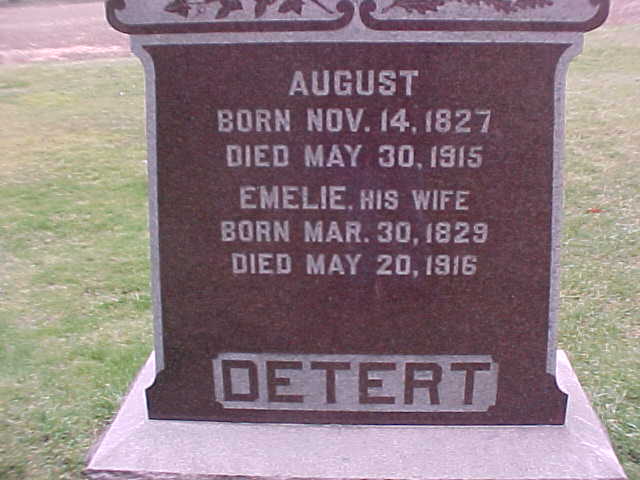 AUGUST
BORN NOV. 14, 1827
DIED MAY 30, 1915
EMELIE, HIS WIFE
BORN MAR. 30, 1829
DIED MAY 20, 1916
DETERT